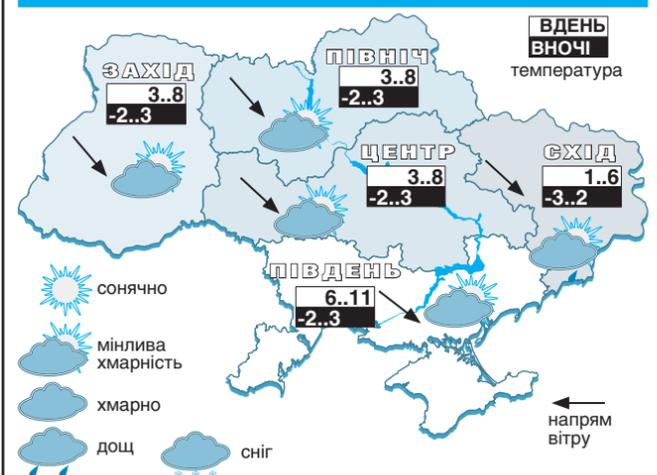 ВДЕНЬ
ВНОЧІ
температура
ЗАХІД
3..8
-2..3
ПІВНІЧ
3..8
-2..3
ЦЕНТР
3..8
-2..3
СХІД
1..6
-3..2
ПІВДЕНЬ
6..11
-2..3
сонячно
мінлива
хмарність
хмарно
дощ
сніг
напрям
вітру